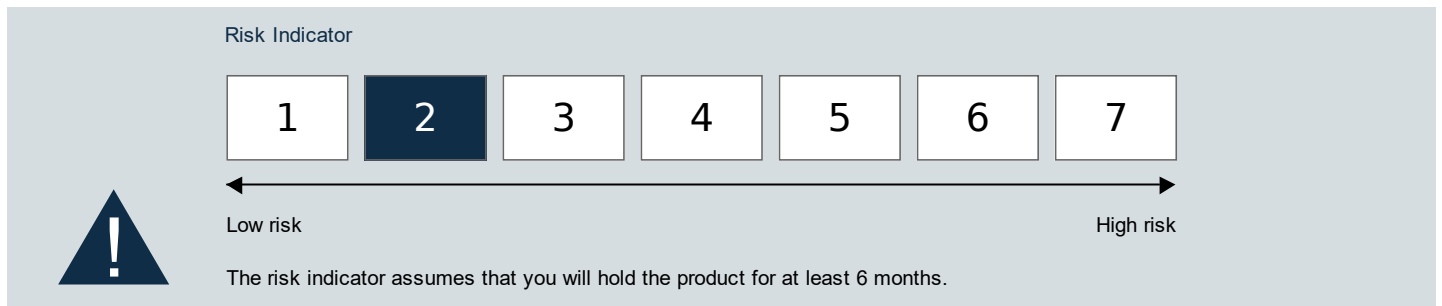 Risk Indicator
1 2 3 4 5 6 7
Low risk High risk
!
The risk indicator assumes that you will hold the product for at least 6 months.